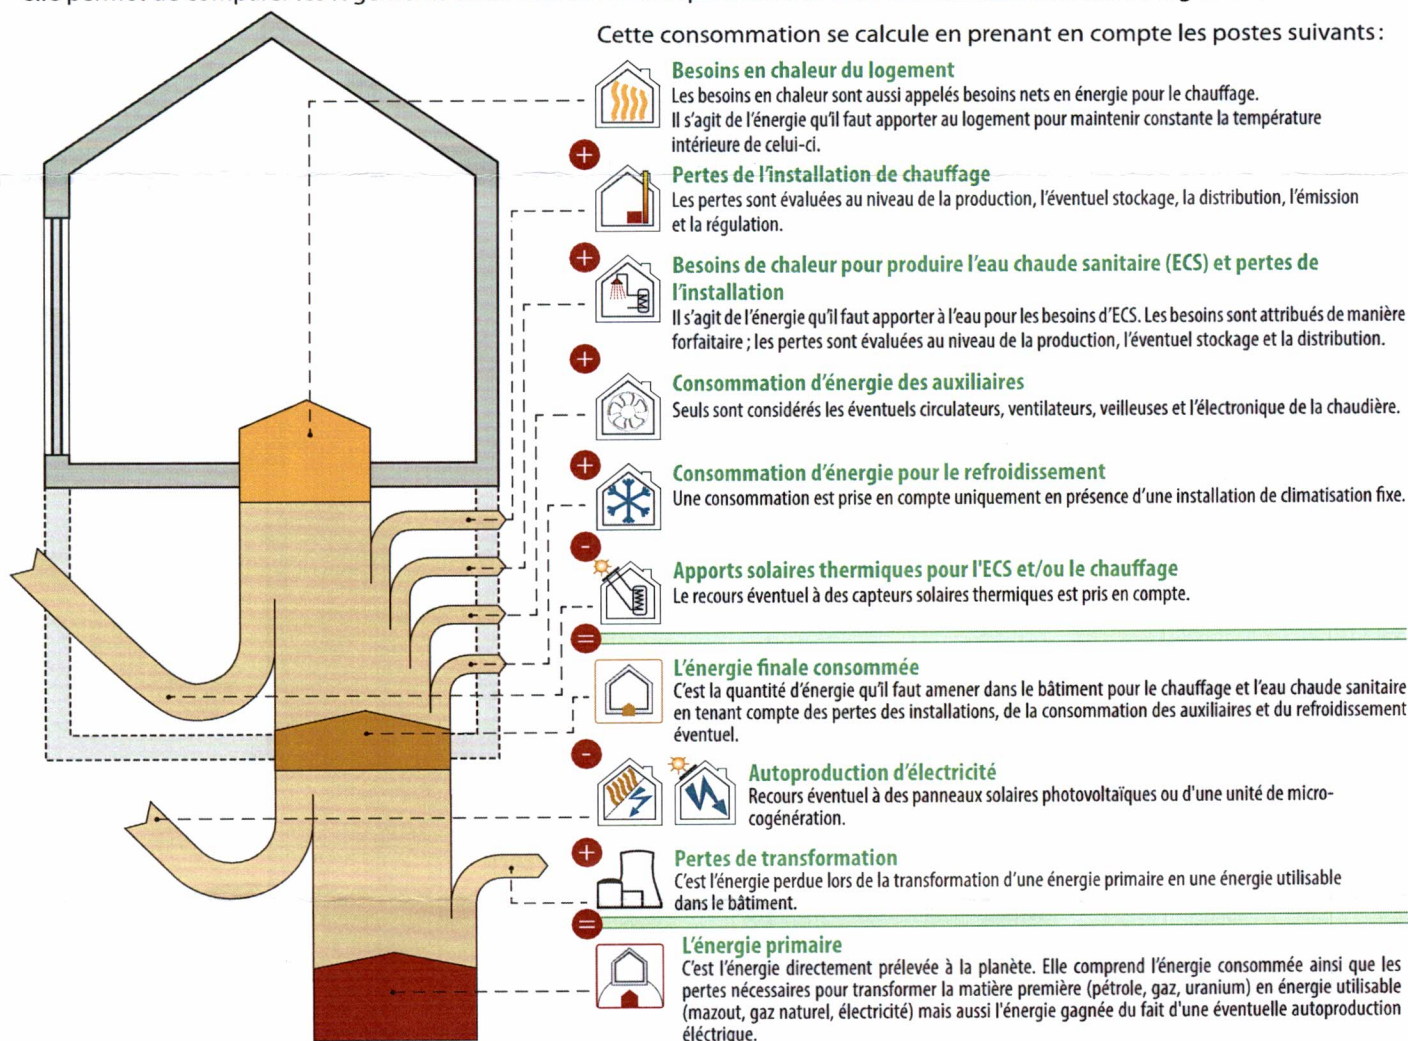 Cette consommation se calcule en prenant en compte les postes suivants :
Besoins en chaleur du logement
Les besoins en chaleur sont aussi appelés besoins nets en énergie pour le chauffage.
Il s'agit de l'énergie qu'il faut apporter au logement pour maintenir constante la température
intérieure de celui-ci.
+
Pertes de l'installation de chauffage
Les pertes sont évaluées au niveau de la production, l'éventuel stockage, la distribution, l'émission
et la régulation.
+
Besoins de chaleur pour produire l'eau chaude sanitaire (ECS) et pertes de
l'installation
Il s'agit de l'énergie qu'il faut apporter à l'eau pour les besoins d'ECS. Les besoins sont attribués de manière
forfaitaire ; les pertes sont évaluées au niveau de la production, l'éventuel stockage et la distribution.
+
Consommation d'énergie des auxiliaires
Seuls sont considérés les éventuels circulateurs, ventilateurs, veilleuses et l'électronique de la chaudière.
+
Consommation d'énergie pour le refroidissement
Une consommation est prise en compte uniquement en présence d'une installation de climatisation fixe.
-
Apports solaires thermiques pour l'ECS et/ou le chauffage
Le recours éventuel à des capteurs solaires thermiques est pris en compte.
=
L'énergie finale consommée
C'est la quantité d'énergie qu'il faut amener dans le bâtiment pour le chauffage et l'eau chaude sanitaire
en tenant compte des pertes des installations, de la consommation des auxiliaires et du refroidissement
éventuel.
-
Autoproduction d'électricité
Recours éventuel à des panneaux solaires photovoltaïques ou d'une unité de micro-
cogénération.
+
Pertes de transformation
C'est l'énergie perdue lors de la transformation d'une énergie primaire en une énergie utilisable
dans le bâtiment.
=
L'énergie primaire
C'est l'énergie directement prélevée à la planète. Elle comprend l'énergie consommée ainsi que les
pertes nécessaires pour transformer la matière première (pétrole, gaz, uranium) en énergie utilisable
(mazout, gaz naturel, électricité) mais aussi l'énergie gagnée du fait d'une éventuelle autoproduction
éléctrique.